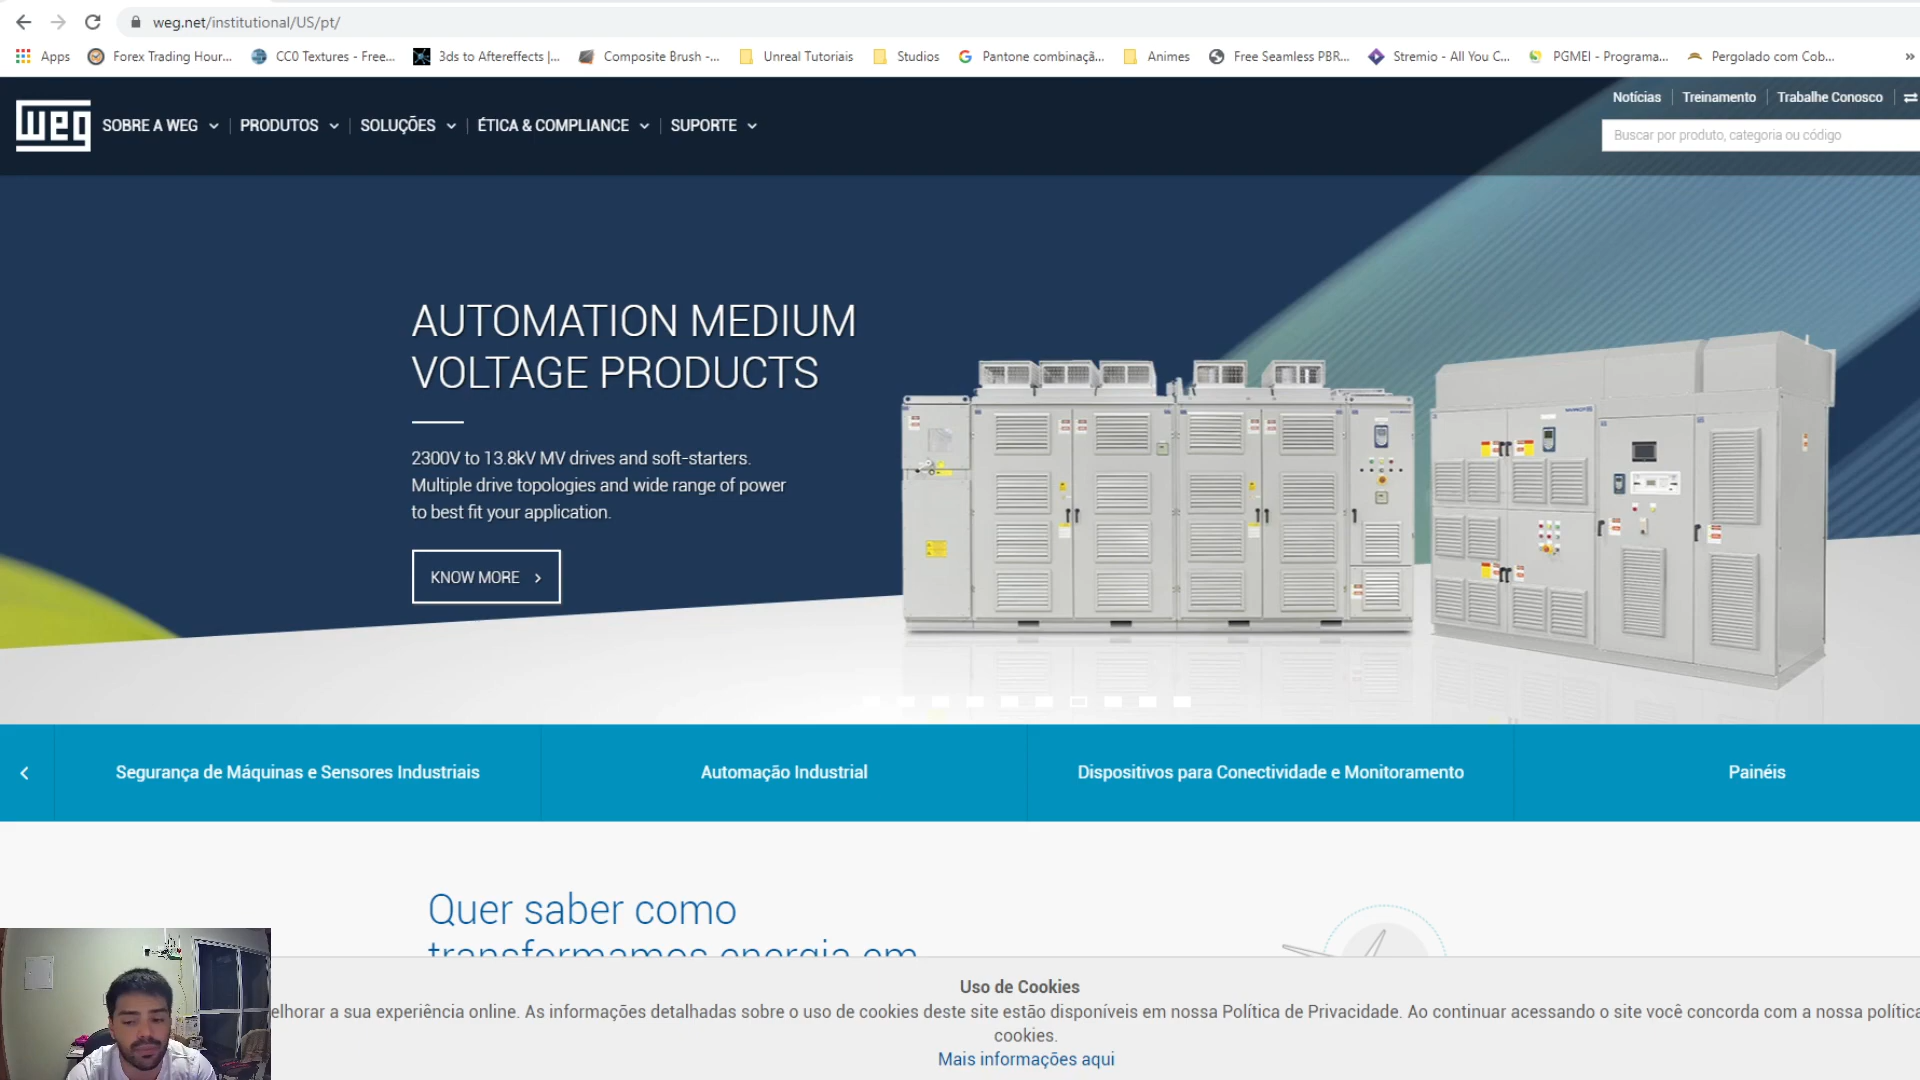 weg.net/institutional/US/pt/
Apps Forex Trading Hour... CC0 Textures - Free... 3ds to Aftereffects |... Composite Brush -... Unreal Tutoriais Studios Pantone combinaçã... Animes Free Seamless PBR... Stremio - All You C... PGMEI - Programa... Pergolado com Cob... »
Notícias Treinamento Trabalhe Conosco
weg SOBRE A WEG PRODUTOS SOLUÇÕES ÉTICA & COMPLIANCE SUPORTE
Buscar por produto, categoria ou código
AUTOMATION MEDIUM
VOLTAGE PRODUCTS
2300V to 13.8kV MV drives and soft-starters.
Multiple drive topologies and wide range of power
to best fit your application.
KNOW MORE
Segurança de Máquinas e Sensores Industriais Automação Industrial Dispositivos para Conectividade e Monitoramento Painéis
Quer saber como
transformamos energia em
Uso de Cookies
elhorar a sua experiência online. As informações detalhadas sobre o uso de cookies deste site estão disponíveis em nossa Política de Privacidade. Ao continuar acessando o site você concorda com a nossa política
cookies.
Mais informações aqui